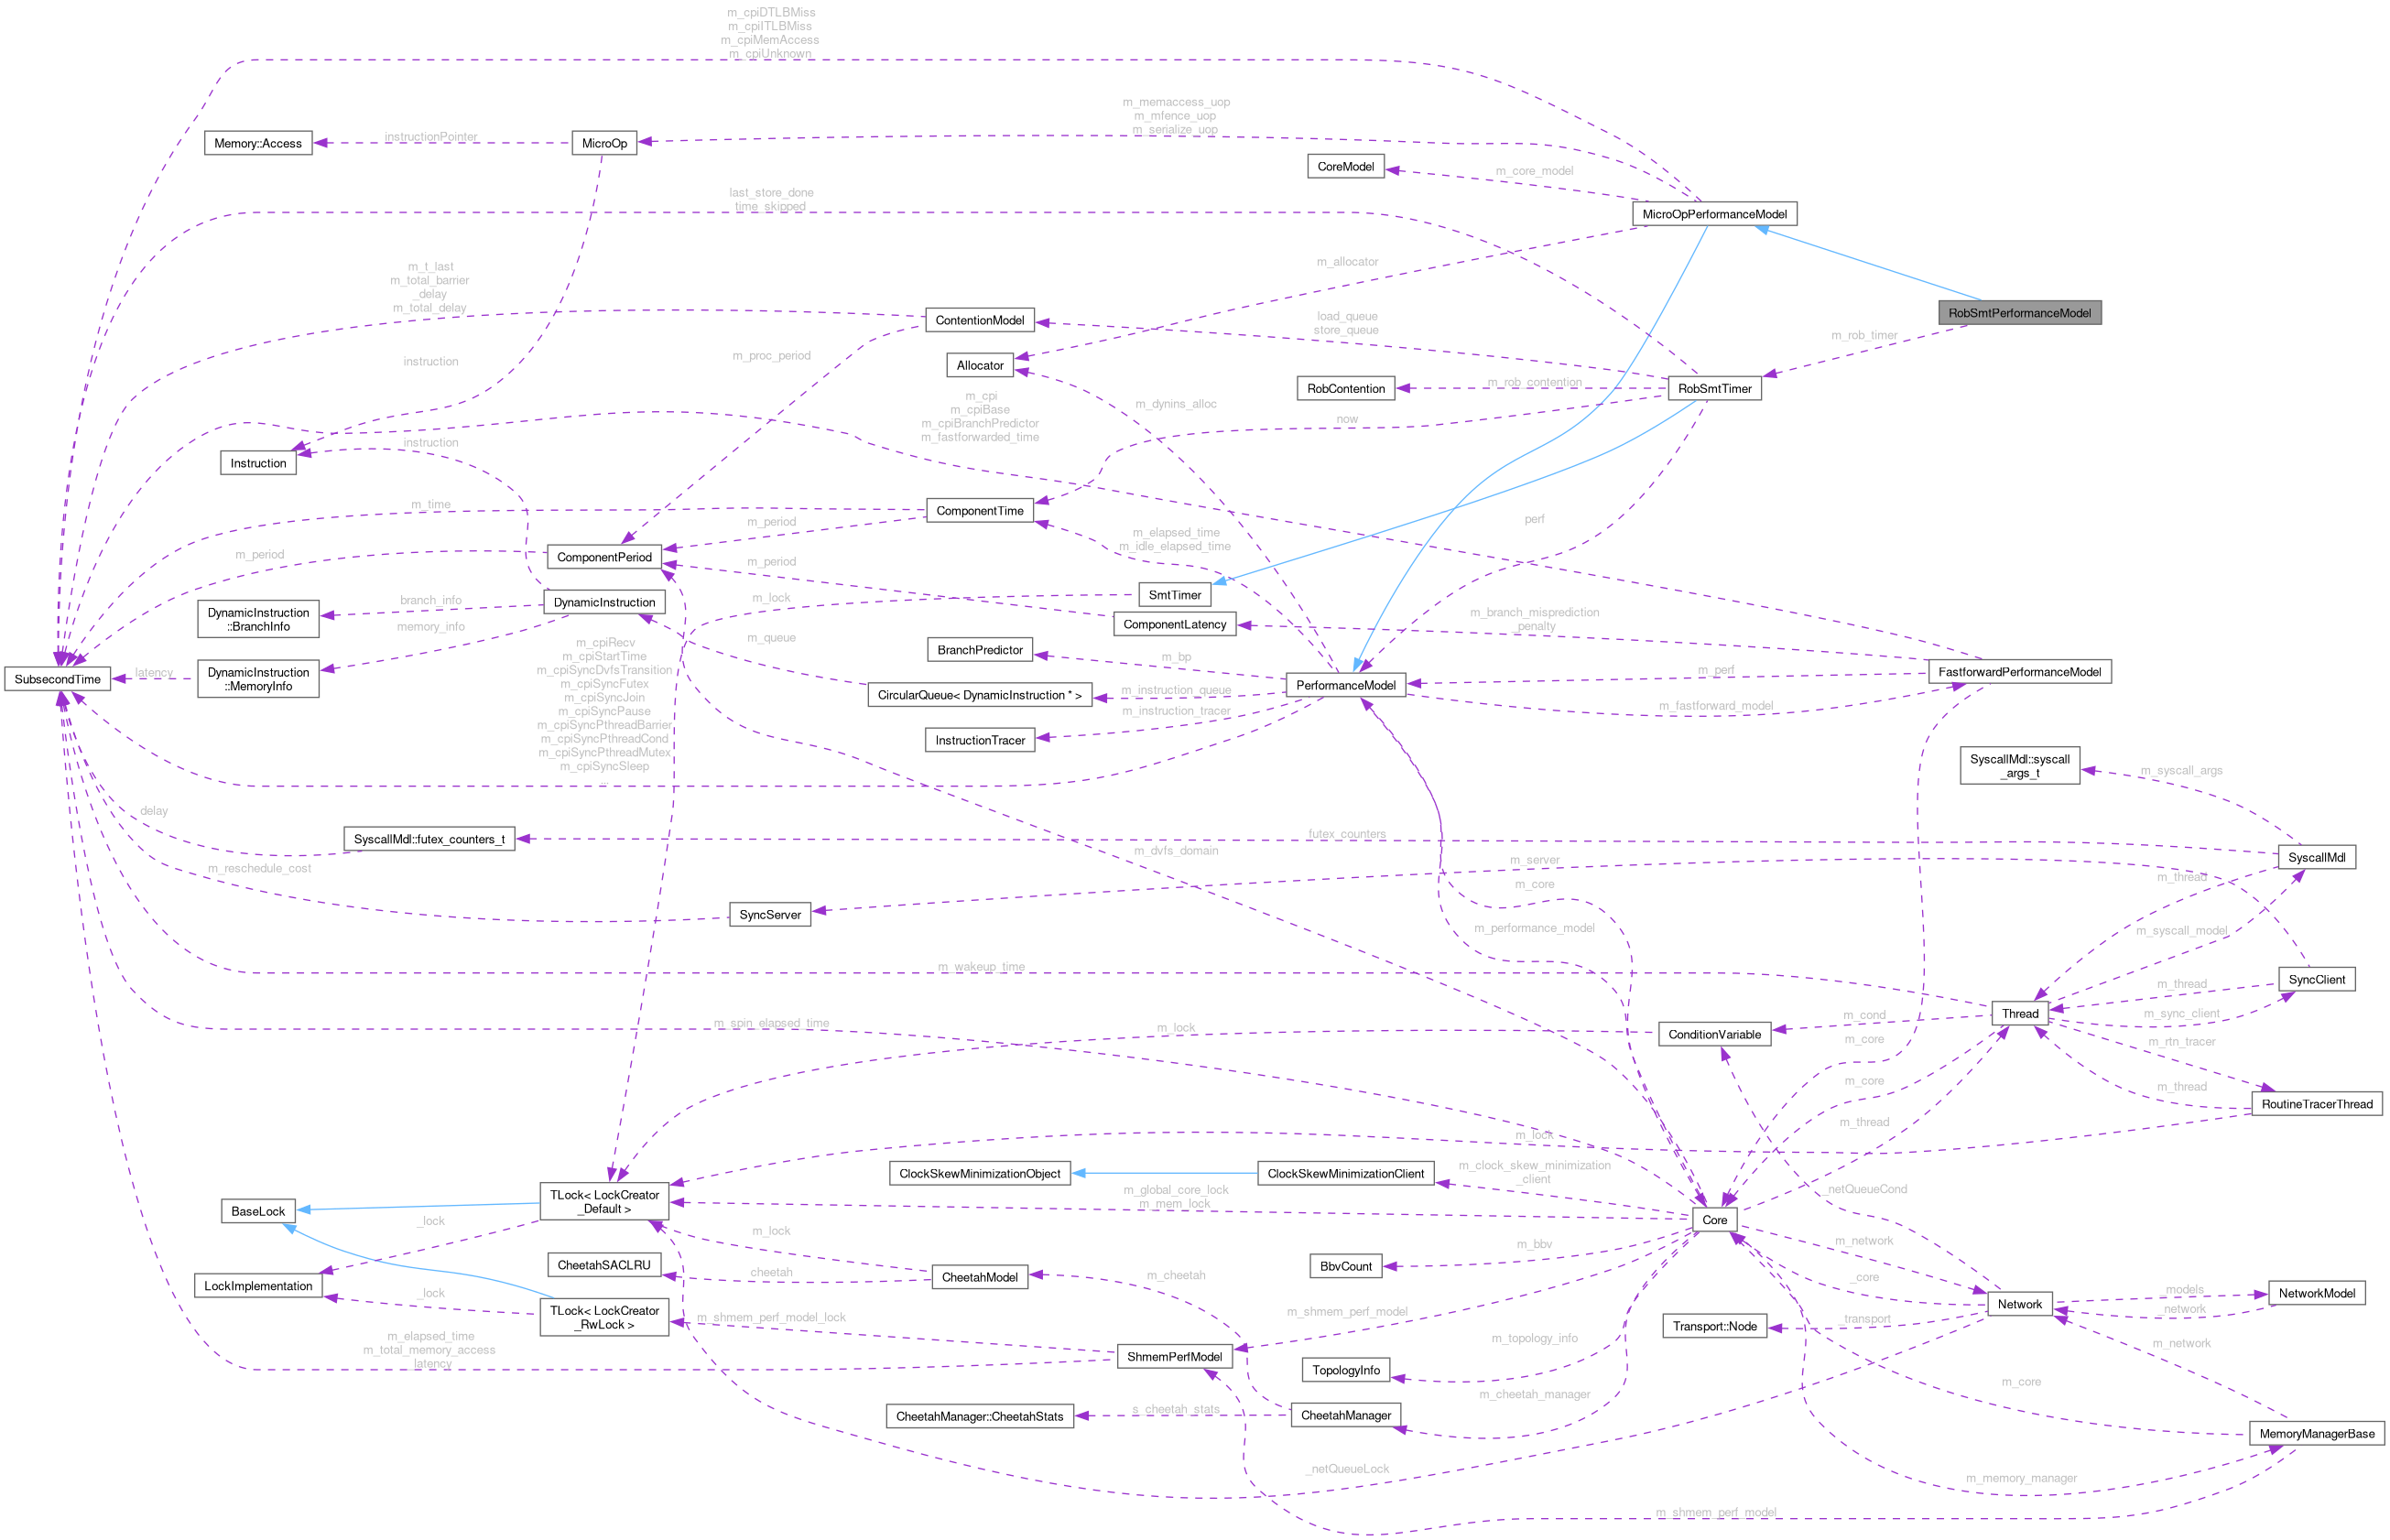 m_cpiDTLBMiss
m_cpiITLBMiss
m_cpiMemAccess
m_cpiUnknown
m_memaccess_uop
m_mfence_uop
m_serialize_uop
instructionPointer
Memory::Access
MicroOp
CoreModel
m_core_model
last_store_done
time_skipped
MicroOpPerformanceModel
m_t_last
m_total_barrier
_delay
m_total_delay
m_allocator
ContentionModel
load_queue
store_queue
RobSmtPerformanceModel
m_rob_timer
instruction
m_proc_period
Allocator
RobContention
m_rob_contention
RobSmtTimer
m_cpi
m_cpiBase
m_cpiBranchPredictor
m_fastforwarded_time
m_dynins_alloc
now
instruction
Instruction
m_time
ComponentTime
m_period
perf
m_elapsed_time
m_idle_elapsed_time
m_period
ComponentPeriod
m_period
m_lock
SmtTimer
DynamicInstruction
::BranchInfo
branch_info
DynamicInstruction
memory_info
ComponentLatency
m_branch_misprediction
_penalty
m_queue
BranchPredictor
m_bp
SubsecondTime
latency
DynamicInstruction
::MemoryInfo
m_cpiRecv
m_cpiStartTime
m_cpiSyncDvfsTransition
m_cpiSyncFutex
m_cpiSyncJoin
m_cpiSyncPause
m_cpiSyncPthreadBarrier
m_cpiSyncPthreadCond
m_cpiSyncPthreadMutex
m_cpiSyncSleep
...
CircularQueue< DynamicInstruction * >
m_instruction_queue
PerformanceModel
m_perf
FastforwardPerformanceModel
m_fastforward_model
m_instruction_tracer
InstructionTracer
SyscallMdl::syscall
_args_t
m_syscall_args
delay
SyscallMdl::futex_counters_t
futex_counters
m_dvfs_domain
m_server
SyscallMdl
m_reschedule_cost
m_core
m_thread
SyncServer
m_performance_model
m_syscall_model
m_wakeup_time
SyncClient
m_thread
m_sync_client
Thread
m_cond
m_spin_elapsed_time
m_lock
ConditionVariable
m_core
m_rtn_tracer
m_core
m_thread
RoutineTracerThread
m_lock
m_thread
ClockSkewMinimizationObject
ClockSkewMinimizationClient
m_clock_skew_minimization
_client
TLock< LockCreator
_Default >
m_global_core_lock
m_mem_lock
_netQueueCond
BaseLock
_lock
Core
m_lock
m_bbv
m_network
CheetahSACLRU
cheetah
CheetahModel
m_cheetah
BbvCount
_core
LockImplementation
_lock
TLock< LockCreator
_RwLock >
m_shmem_perf_model_lock
m_shmem_perf_model
Network
models
_network
NetworkModel
Transport::Node
_transport
m_elapsed_time
m_total_memory_access
_latency
ShmemPerfModel
m_topology_info
TopologyInfo
m_network
m_core
m_cheetah_manager
CheetahManager::CheetahStats
s_cheetah_stats
CheetahManager
MemoryManagerBase
_netQueueLock
m_memory_manager
m_shmem_perf_model